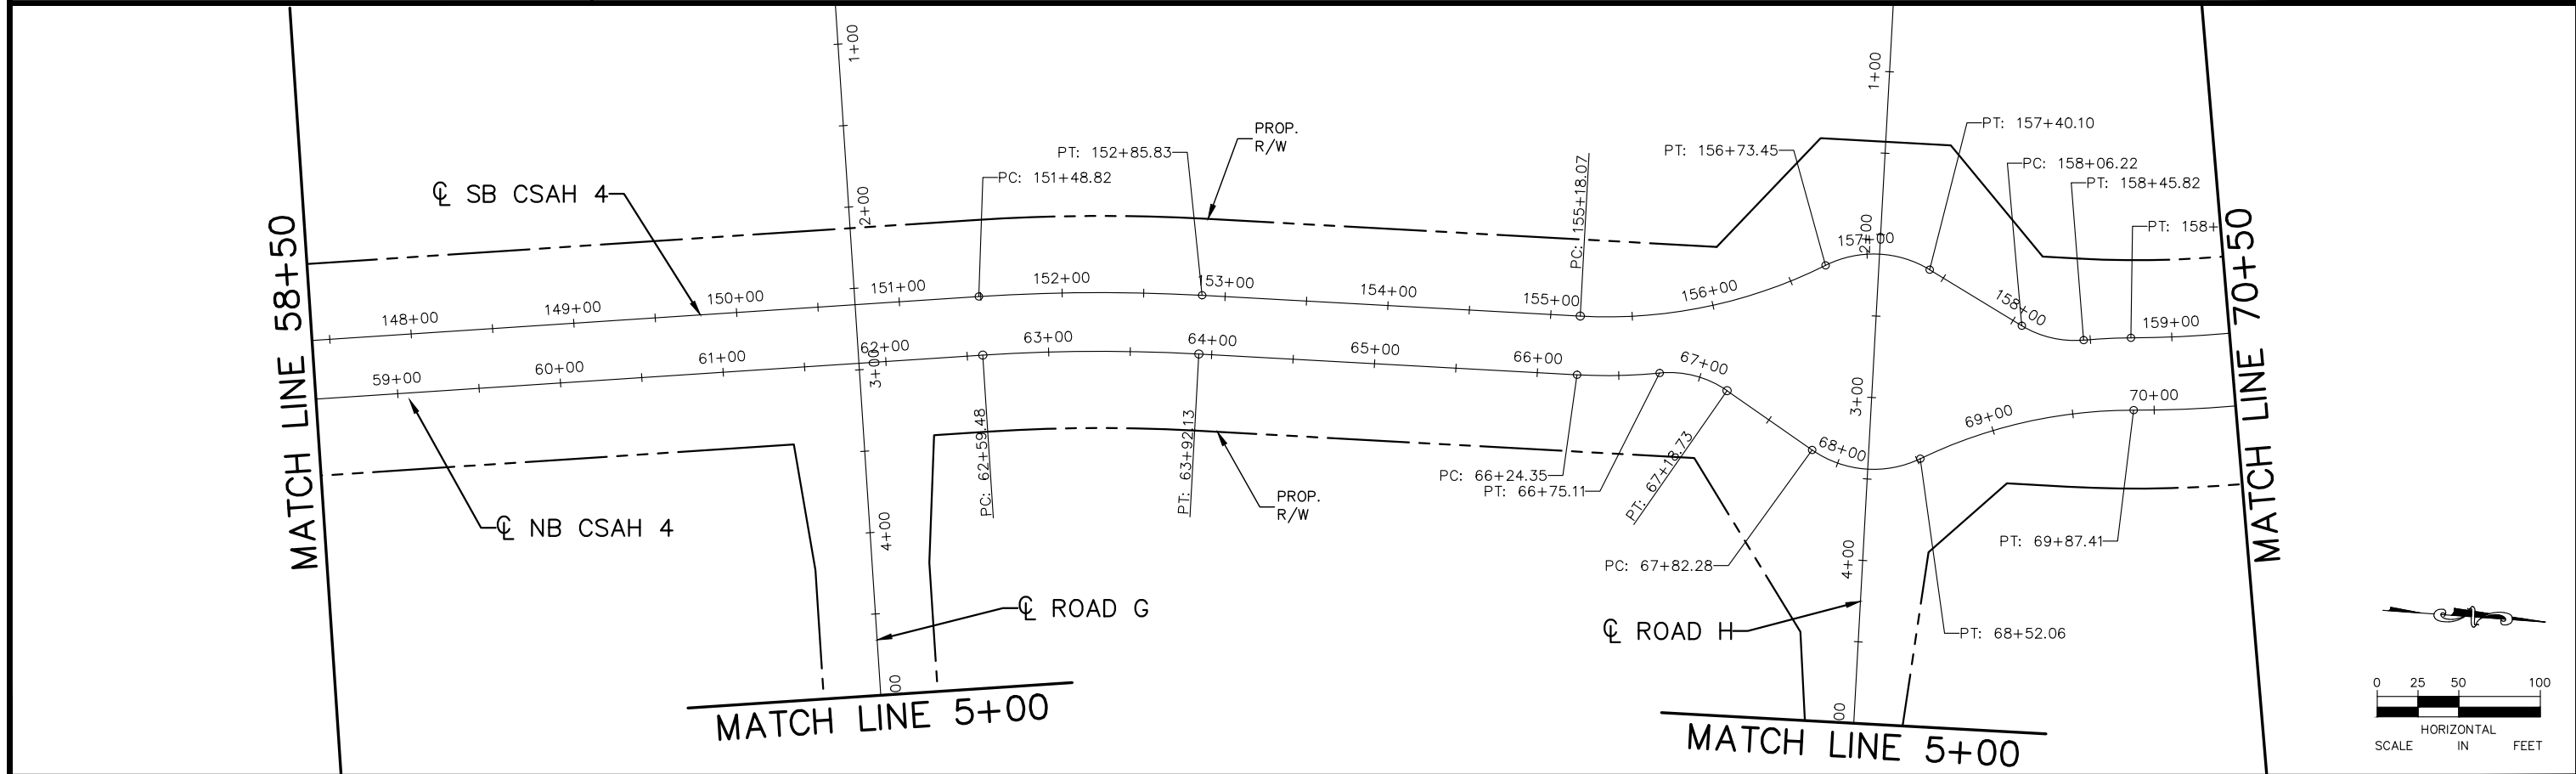 MATCH LINE 58+50
℄ SB CSAH 4
℄ NB CSAH 4
PROP.
R/W
PROP.
R/W
148+00
149+00
150+00
151+00
152+00
153+00
154+00
155+00
156+00
157+00
158+00
159+00
59+00
60+00
61+00
62+00
63+00
64+00
65+00
66+00
67+00
68+00
69+00
70+00
1+00
2+00
3+00
4+00
00
1+00
2+00
3+00
4+00
00
PC: 151+48.82
PT: 152+85.83
PC: 155+18.07
PT: 156+73.45
PT: 157+40.10
PC: 158+06.22
PT: 158+45.82
PT: 158+
PC: 62+59.48
PT: 63+92.13
PC: 66+24.35
PT: 66+75.11
PT: 67+18.73
PC: 67+82.28
PT: 68+52.06
PT: 69+87.41
℄ ROAD G
℄ ROAD H
MATCH LINE 5+00
MATCH LINE 5+00
MATCH LINE 70+50
0 25 50 100
HORIZONTAL
SCALE IN FEET